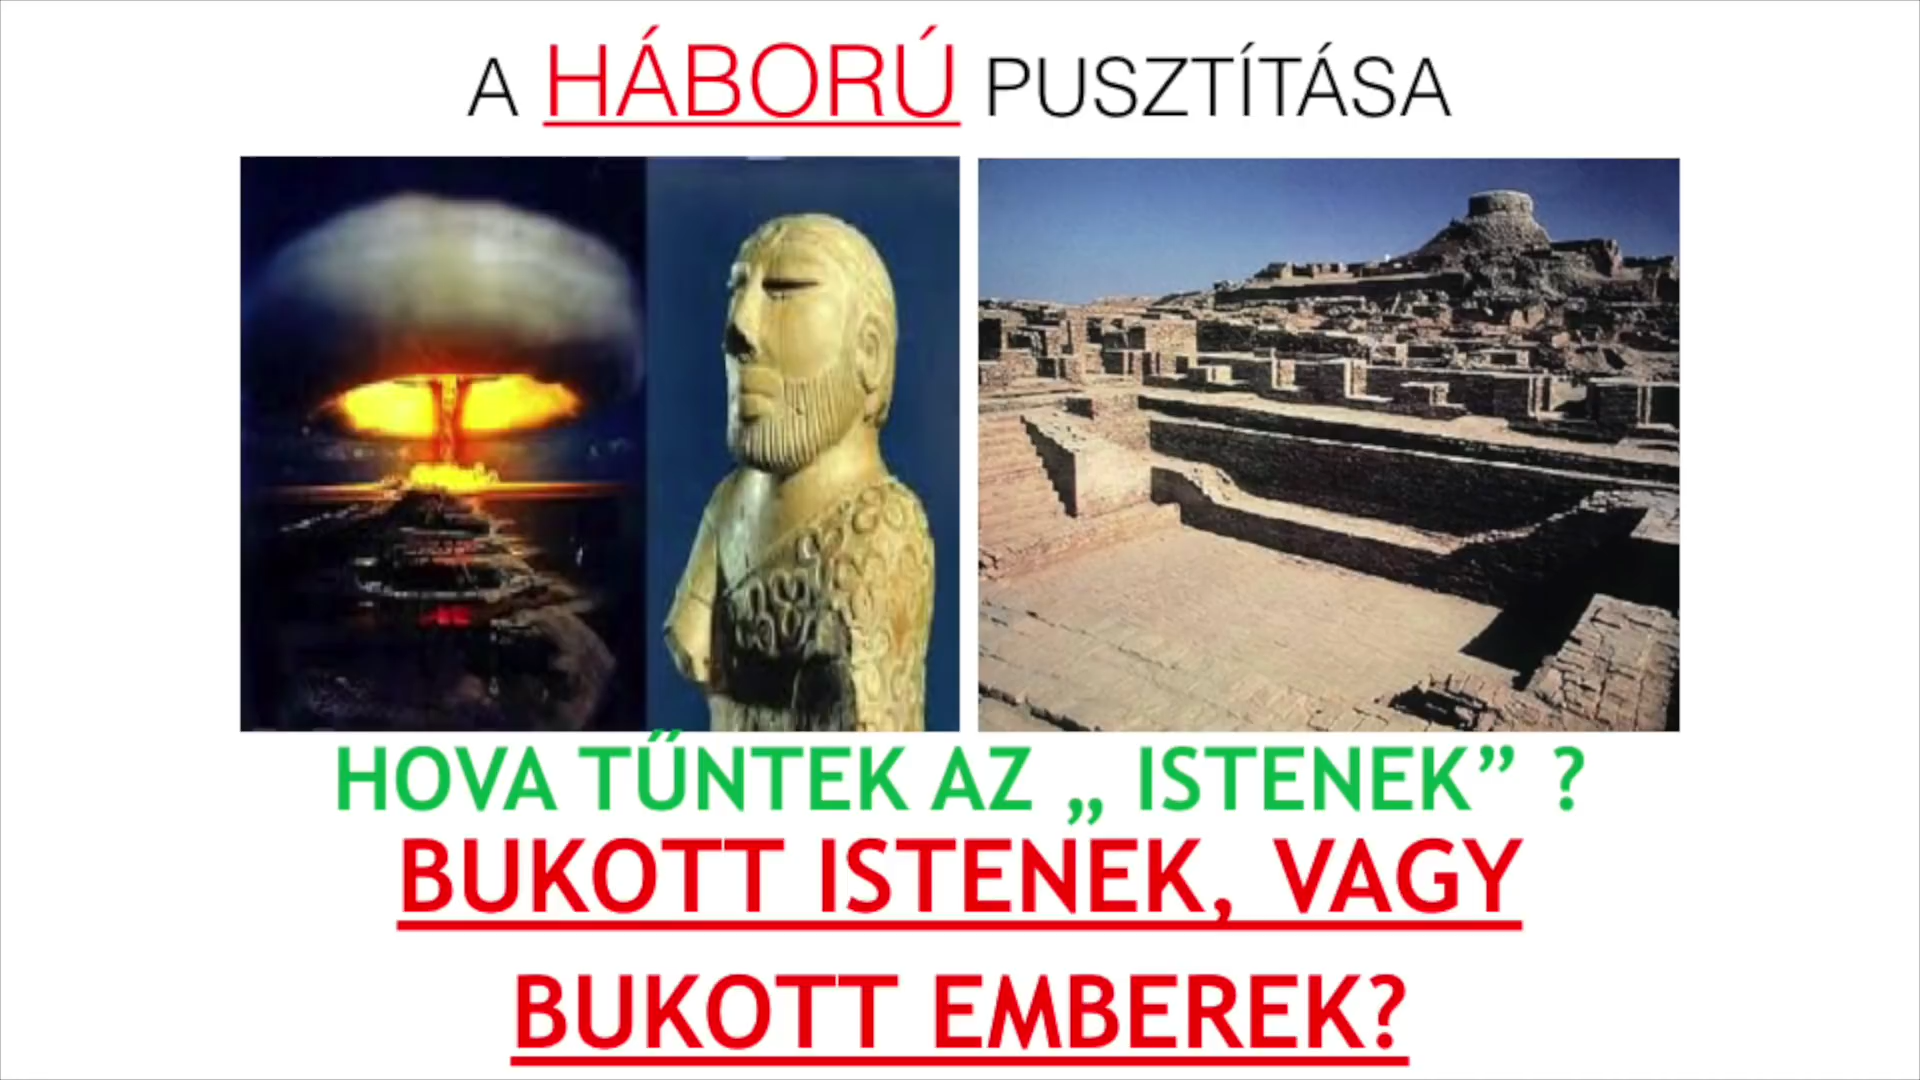 A HÁBORÚ PUSZTÍTÁSA
HOVA TŰNTEK AZ „ ISTENEK” ?
BUKOTT ISTENEK, VAGY
BUKOTT EMBEREK?